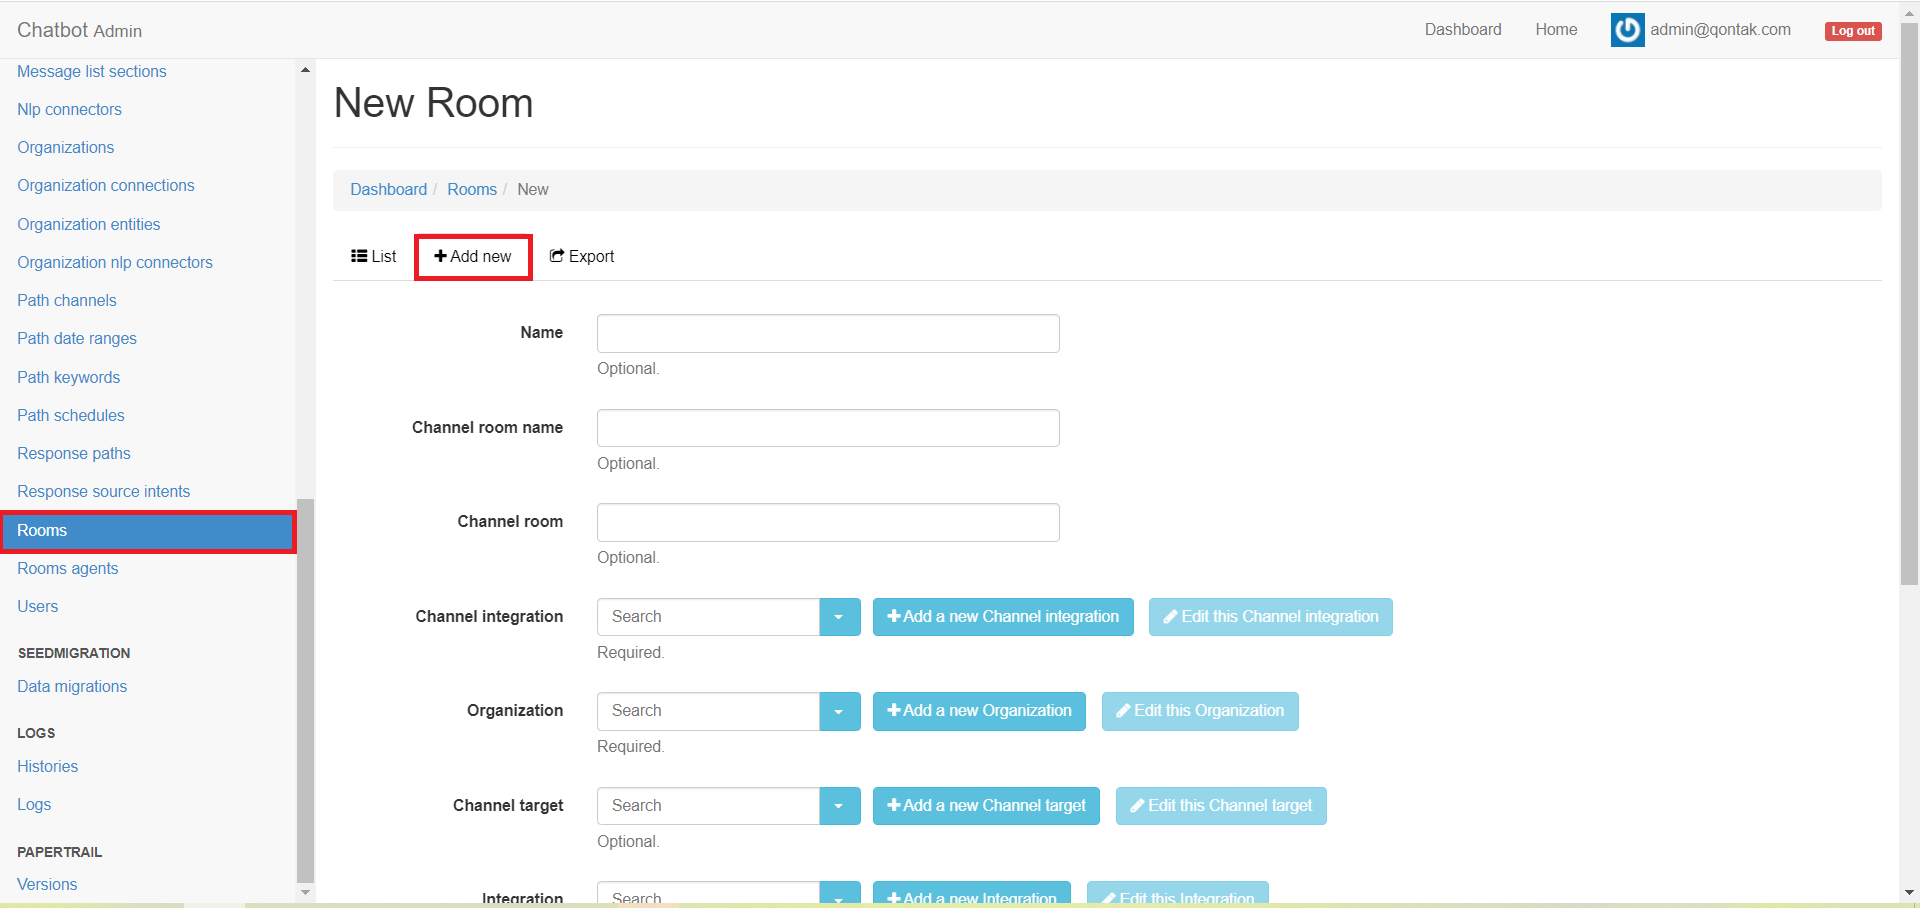 Chatbot Admin
Dashboard
Home
admin@qontak.com
Log out
Message list sections
Nlp connectors
Organizations
Organization connections
Organization entities
Organization nlp connectors
Path channels
Path date ranges
Path keywords
Path schedules
Response paths
Response source intents
Rooms
Rooms agents
Users
SEEDMIGRATION
Data migrations
LOGS
Histories
Logs
PAPERTRAIL
Versions
New Room
Dashboard / Rooms / New
List
Add new
Export
Name
Optional.
Channel room name
Optional.
Channel room
Optional.
Channel integration
Search
Add a new Channel integration
Edit this Channel integration
Required.
Organization
Search
Add a new Organization
Edit this Organization
Required.
Channel target
Search
Add a new Channel target
Edit this Channel target
Optional.
Integration
Search
Add a new Integration
Edit this Integration